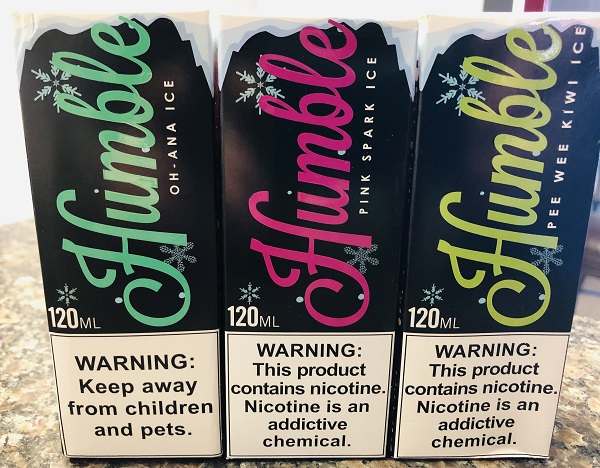 Humble
OH-ANA ICE
120ML
WARNING:
Keep away
from children
and pets.
Humble
PINK SPARK ICE
120ML
WARNING:
This product
contains nicotine.
Nicotine is an
addictive
chemical.
Humble
PEE WEE KIWI ICE
120ML
WARNING:
This product
contains nicotine.
Nicotine is an
addictive
chemical.